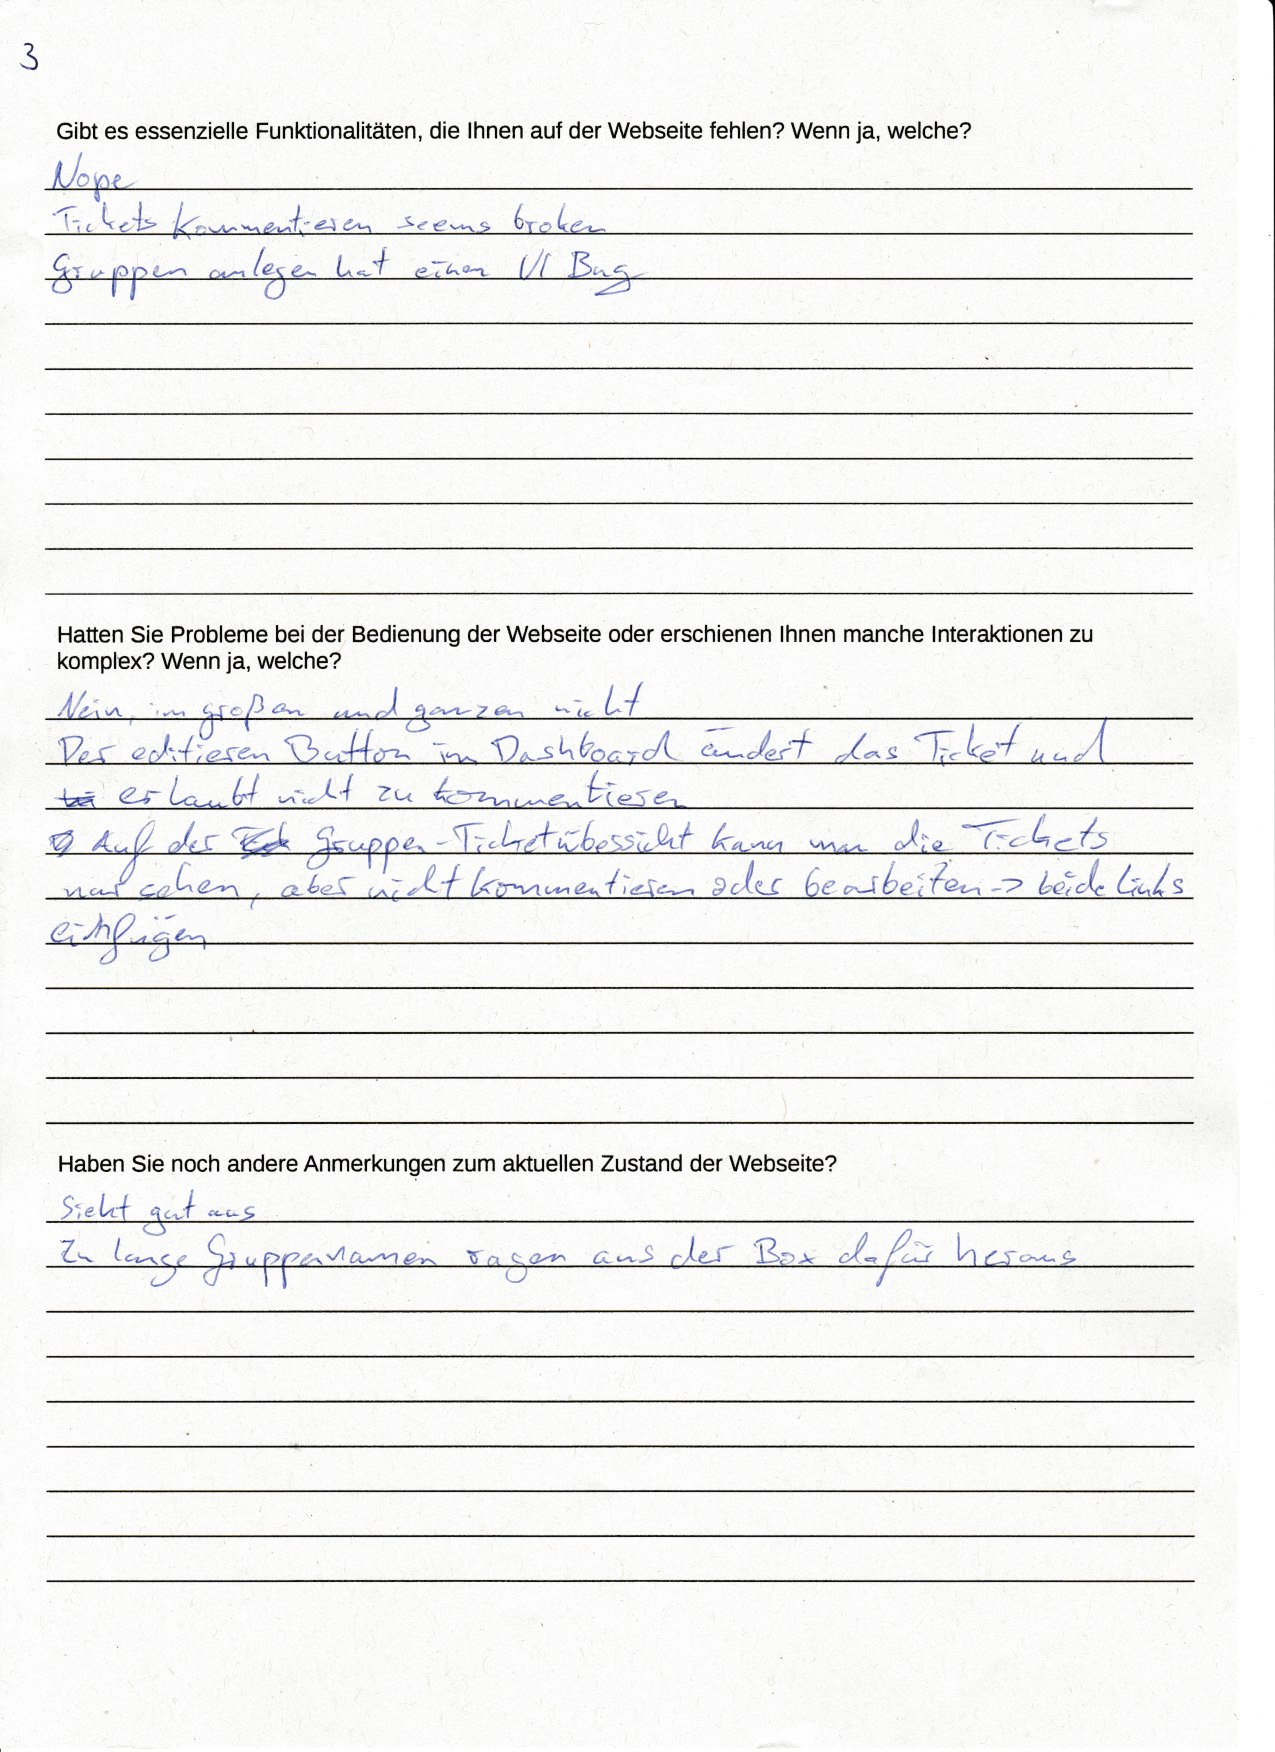 3
Gibt es essenzielle Funktionalitäten, die Ihnen auf der Webseite fehlen? Wenn ja, welche?
Nope
Tickets kommentieren seems broken
Gruppen anlegen hat einen UI Bug
Hatten Sie Probleme bei der Bedienung der Webseite oder erschienen Ihnen manche Interaktionen zu
komplex? Wenn ja, welche?
Nein, im großen und ganzen nicht
Der editieren Button im Dashboard ändert das Ticket und
erlaubt nicht zu kommentieren
Auf der Gruppen-Ticketübersicht kann man die Tickets
nur sehen, aber nicht kommentieren oder bearbeiten -> beide Links
einfügen
Haben Sie noch andere Anmerkungen zum aktuellen Zustand der Webseite?
Sieht gut aus
Zu lange Gruppennamen ragen aus der Box dafür heraus